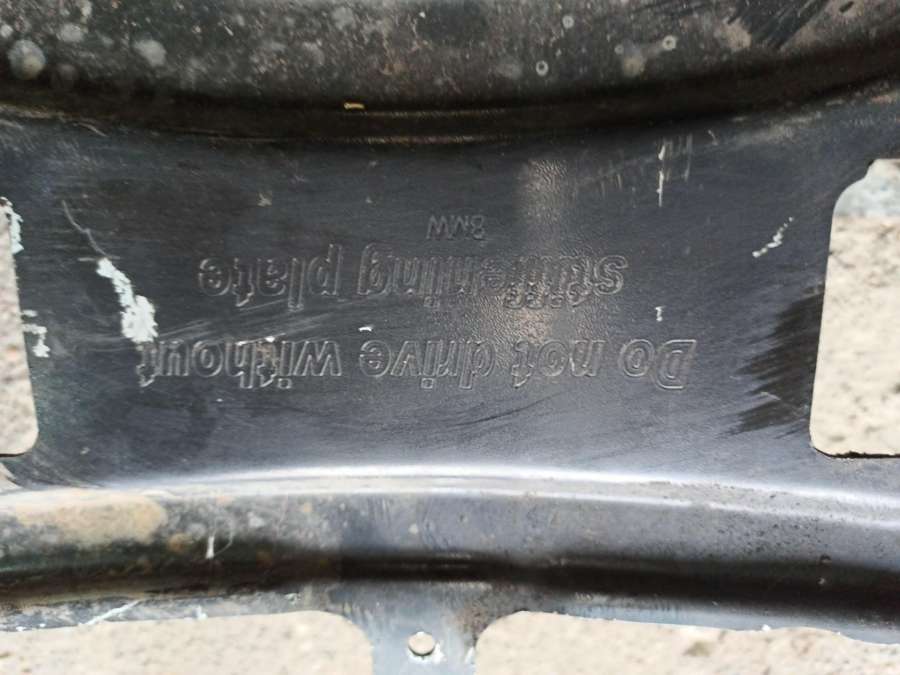 Do not drive without
stiffening plate
BMW